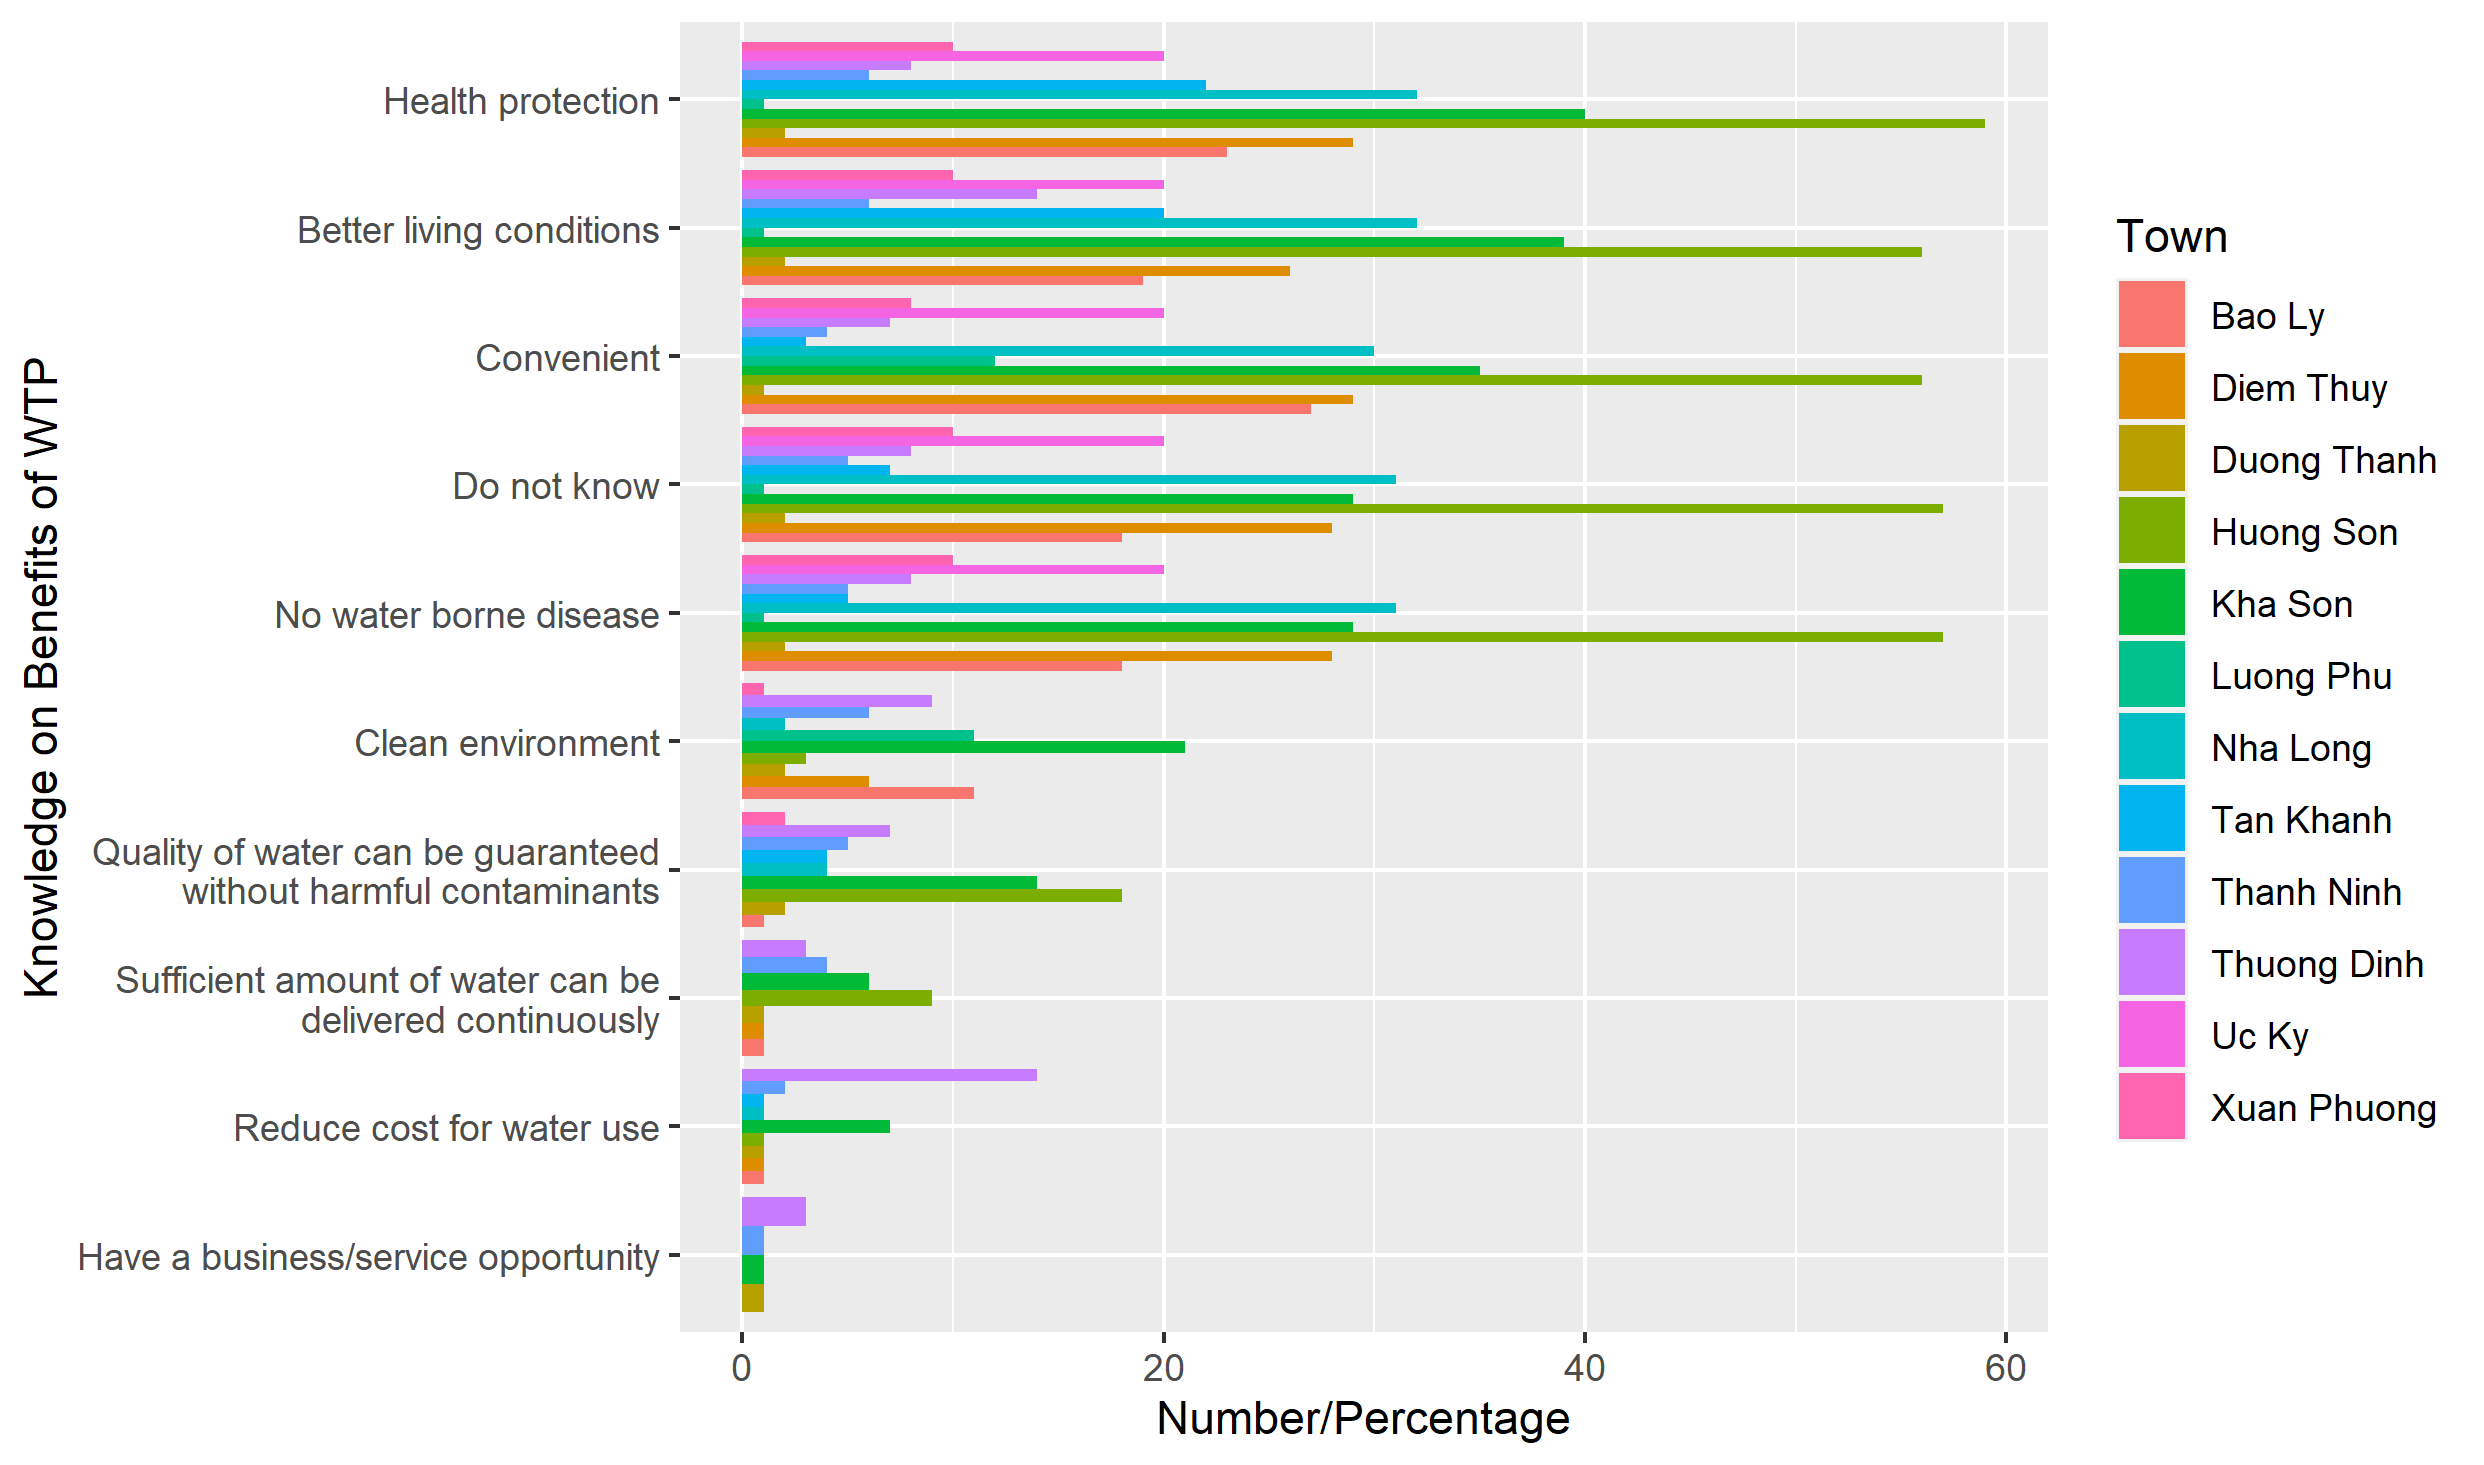 Knowledge on Benefits of WTP
Health protection
Better living conditions
Convenient
Do not know
No water borne disease
Clean environment
Quality of water can be guaranteed
without harmful contaminants
Sufficient amount of water can be
delivered continuously
Reduce cost for water use
Have a business/service opportunity
0
20
40
60
Number/Percentage
Town
Bao Ly
Diem Thuy
Duong Thanh
Huong Son
Kha Son
Luong Phu
Nha Long
Tan Khanh
Thanh Ninh
Thuong Dinh
Uc Ky
Xuan Phuong